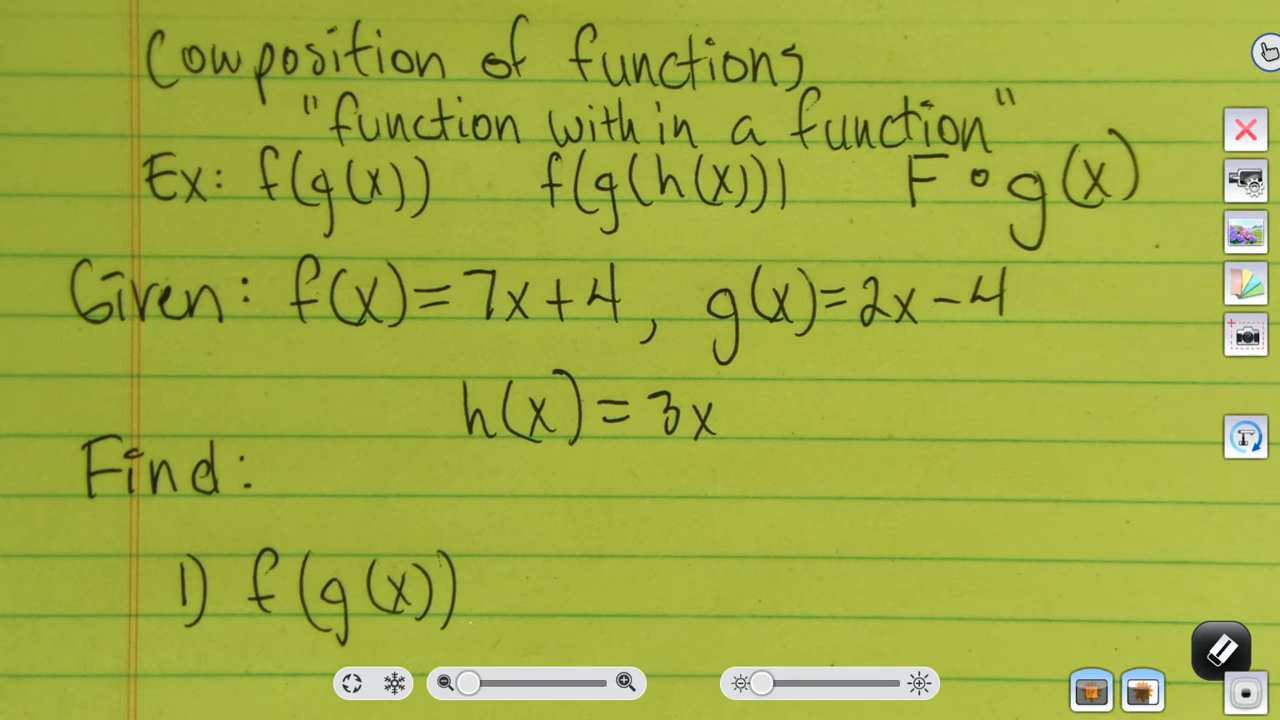 Composition of functions
"function with in a function"
Ex: f(g(x)) f(g(h(x))) F∘g(x)
Given: f(x)=7x+4, g(x)=2x-4
h(x)=3x
Find:
1) f(g(x))